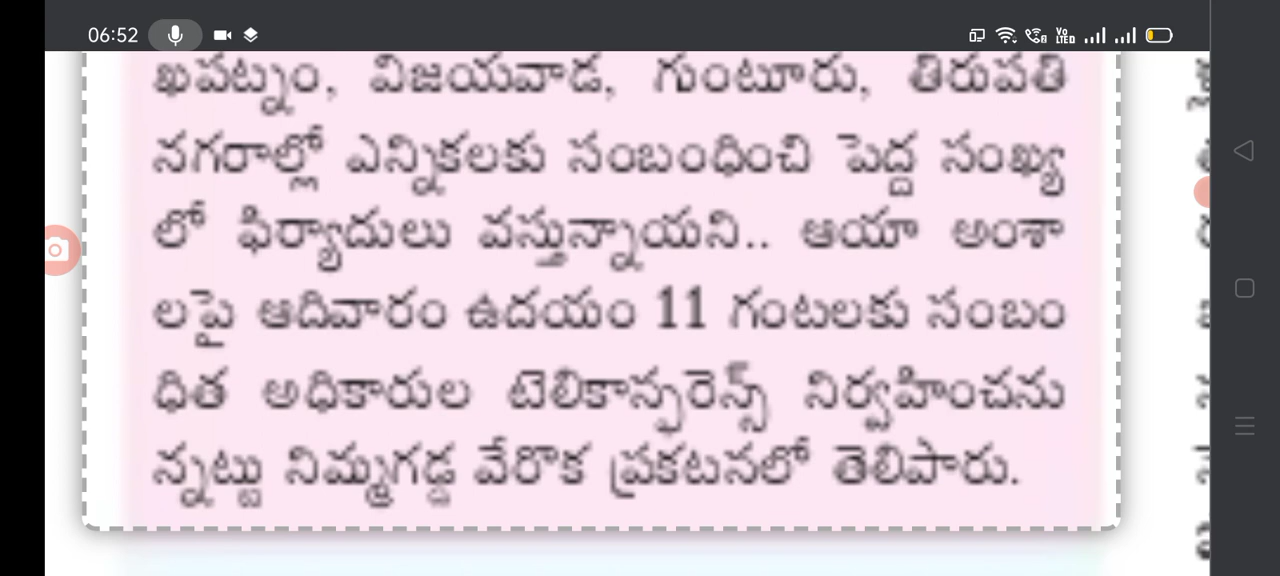 06:52
ఖపట్నం, విజయవాడ, గుంటూరు, తిరుపతి
నగరాల్లో ఎన్నికలకు సంబంధించి పెద్ద సంఖ్య
లో ఫిర్యాదులు వస్తున్నాయని.. ఆయా అంశా
లపై ఆదివారం ఉదయం 11 గంటలకు సంబం
ధిత అధికారుల టెలికాన్ఫరెన్స్ నిర్వహించను
న్నట్టు నిమ్మగడ్డ వేరొక ప్రకటనలో తెలిపారు.